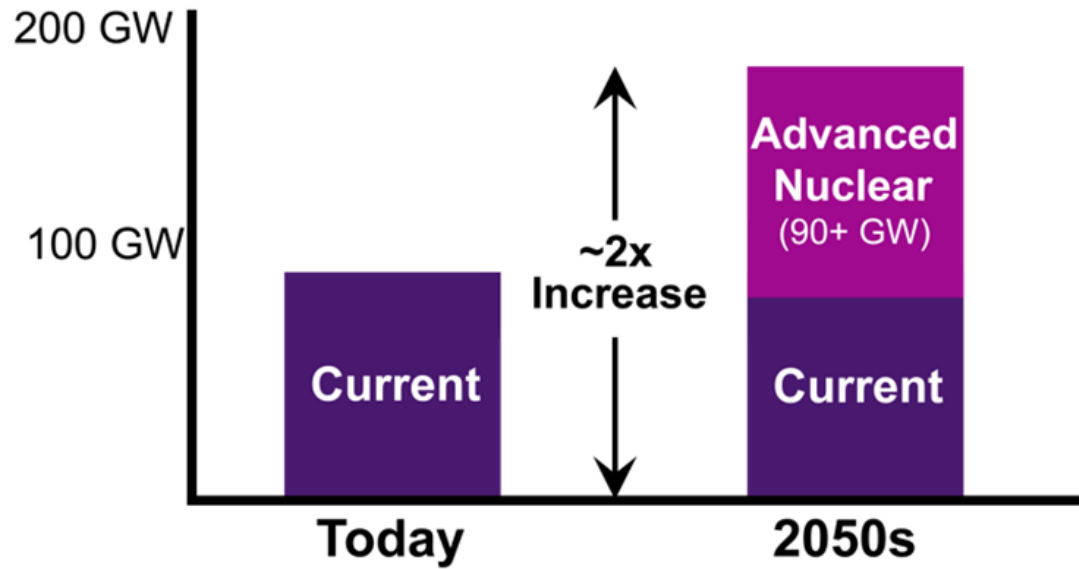 200 GW
100 GW
Current
~2x
Increase
Advanced
Nuclear
(90+ GW)
Current
Today
2050s